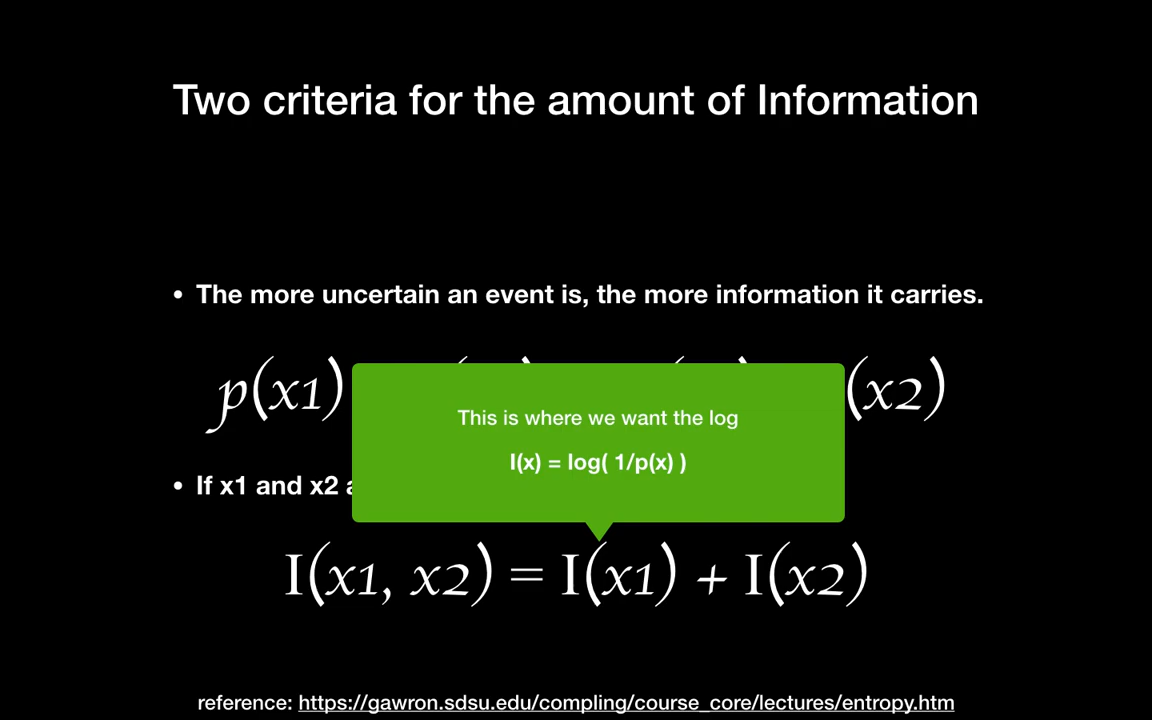 Two criteria for the amount of Information
• The more uncertain an event is, the more information it carries.
p(x1) (x2)
This is where we want the log
I(x) = log( 1/p(x) )
• If x1 and x2
I(x1, x2) = I(x1) + I(x2)
reference: https://gawron.sdsu.edu/compling/course_core/lectures/entropy.htm